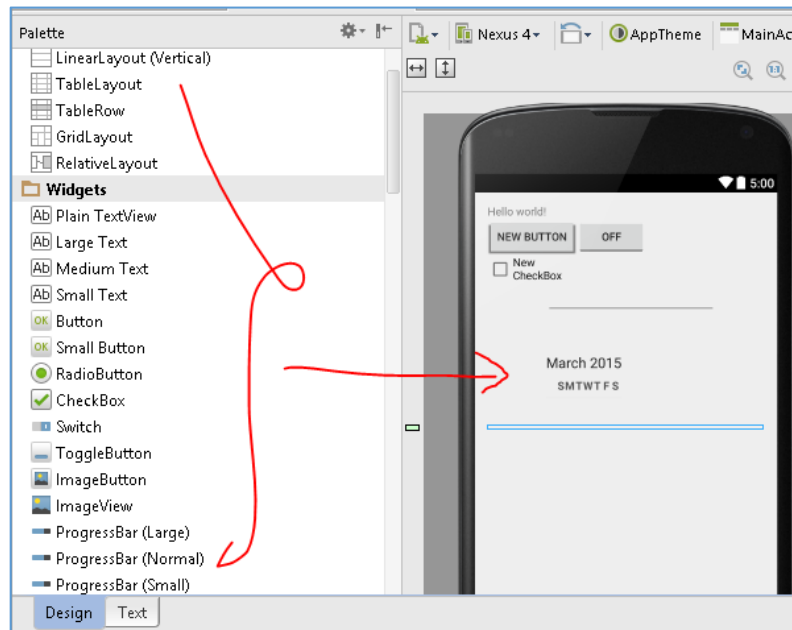 Palette
Nexus 4
AppTheme
MainAc
LinearLayout (Vertical)
TableLayout
TableRow
GridLayout
RelativeLayout
Widgets
Ab Plain TextView
Ab Large Text
Ab Medium Text
Ab Small Text
OK Button
OK Small Button
RadioButton
CheckBox
Switch
ToggleButton
ImageButton
ImageView
ProgressBar (Large)
ProgressBar (Normal)
ProgressBar (Small)
Design Text
1:1
5:00
Hello world!
NEW BUTTON OFF
New
CheckBox
March 2015
S M T W T F S